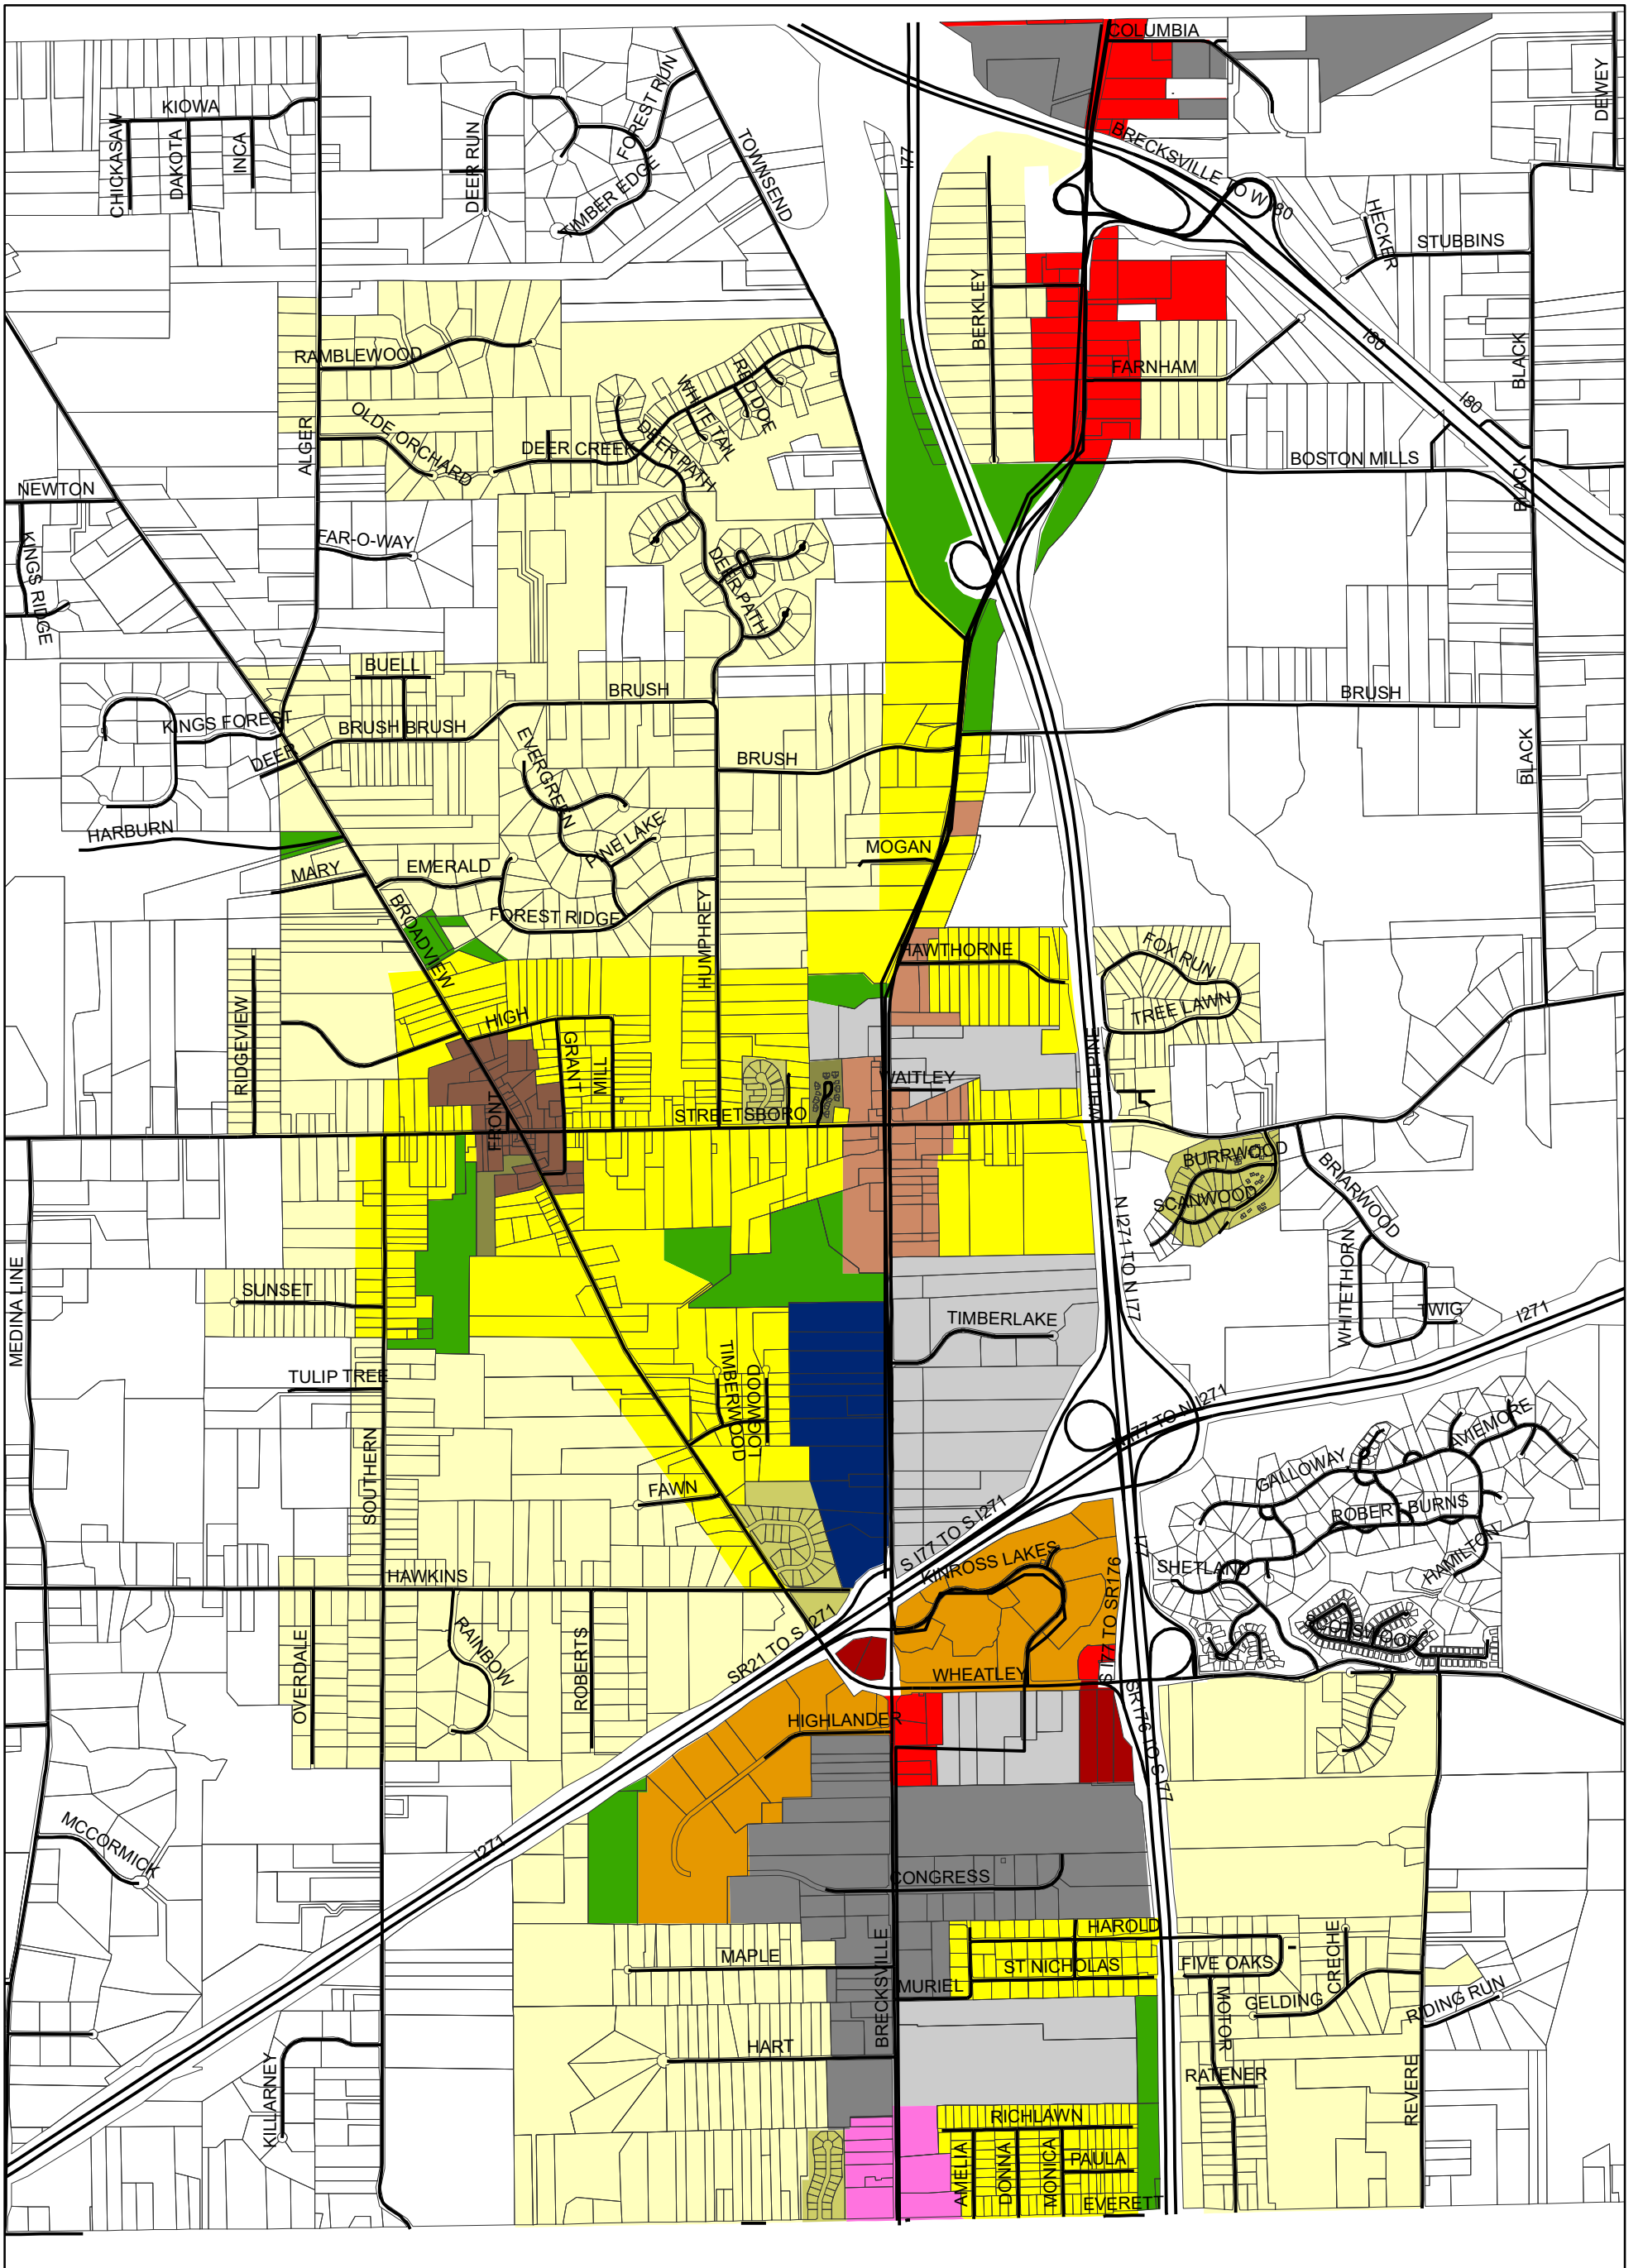 COLUMBIA
DEWEY
KIOWA
FOREST RUN
CHICKASAW
DAKOTA
INCA
DEER RUN
TOWNSEND
I77
BRECKSVILLE TO W I80
TIMBER EDGE
HECKER
STUBBINS
BERKLEY
I80
RAMBLEWOOD
FARNHAM
BLACK
RED DOE
WHITE TAIL
I80
OLDE ORCHARD
ALGER
DEER CREEK
DEER PATH
BOSTON MILLS
BLACK
NEWTON
FAR-O-WAY
KINGS RIDGE
DEER PATH
BUELL
BRUSH
BRUSH
KINGS FOREST
BRUSH
BRUSH
DEER
BRUSH
BLACK
EVERGREEN
HARBURN
PINE LAKE
MOGAN
MARY
EMERALD
BROADVIEW
FOREST RIDGE
HUMPHREY
HAWTHORNE
FOX RUN
TREE LAWN
RIDGEVIEW
HIGH
GRANT
MILL
WAITLEY
WHITEPINE
FRONT
STREETSBORO
BURRWOOD
BRIARWOOD
SCANWOOD
N I271 TO N I77
MEDINA LINE
SUNSET
TIMBERLAKE
WHITETHORN
TWIG
I271
TULIP TREE
TIMBERWOOD
DOGWOOD
N I77 TO N I271
AVIEMORE
SOUTHERN
FAWN
GALLOWAY
ROBERT BURNS
S I77 TO S I271
HAWKINS
KINROSS LAKES
I77
SHETLAND
HAMILTON
S I77 TO SR176
OVERDALE
RAINBOW
ROBERTS
SR21 TO S I271
WHEATLEY
HIGHLANDER
SR176 TO S I77
MCCORMICK
I271
CONGRESS
HAROLD
MAPLE
BRECKSVILLE
ST NICHOLAS
MURIEL
FIVE OAKS
CRECHE
GELDING
MOTOR
RIDING RUN
KILLARNEY
HART
RATENER
REVERE
RICHLAWN
AMELIA
DONNA
MONICA
PAULA
EVERETT